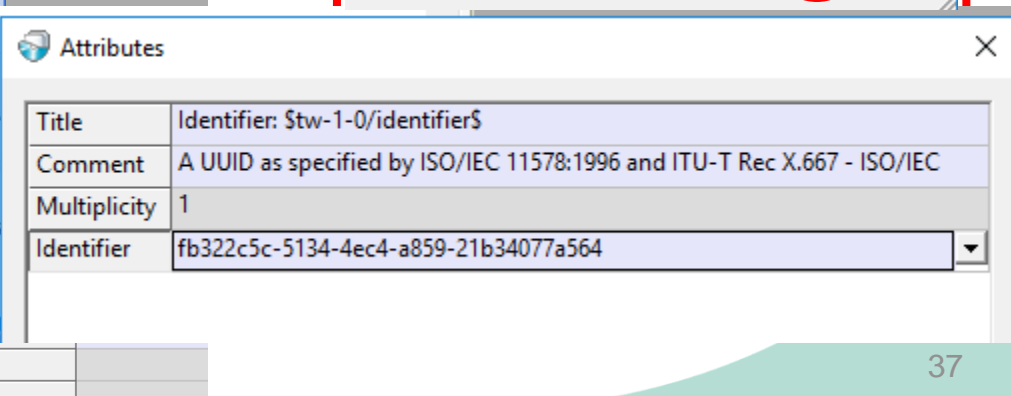 Attributes
Title Identifier: $tw-1-0/identifier$
Comment A UUID as specified by ISO/IEC 11578:1996 and ITU-T Rec X.667 - ISO/IEC
Multiplicity 1
Identifier fb322c5c-5134-4ec4-a859-21b34077a564
37